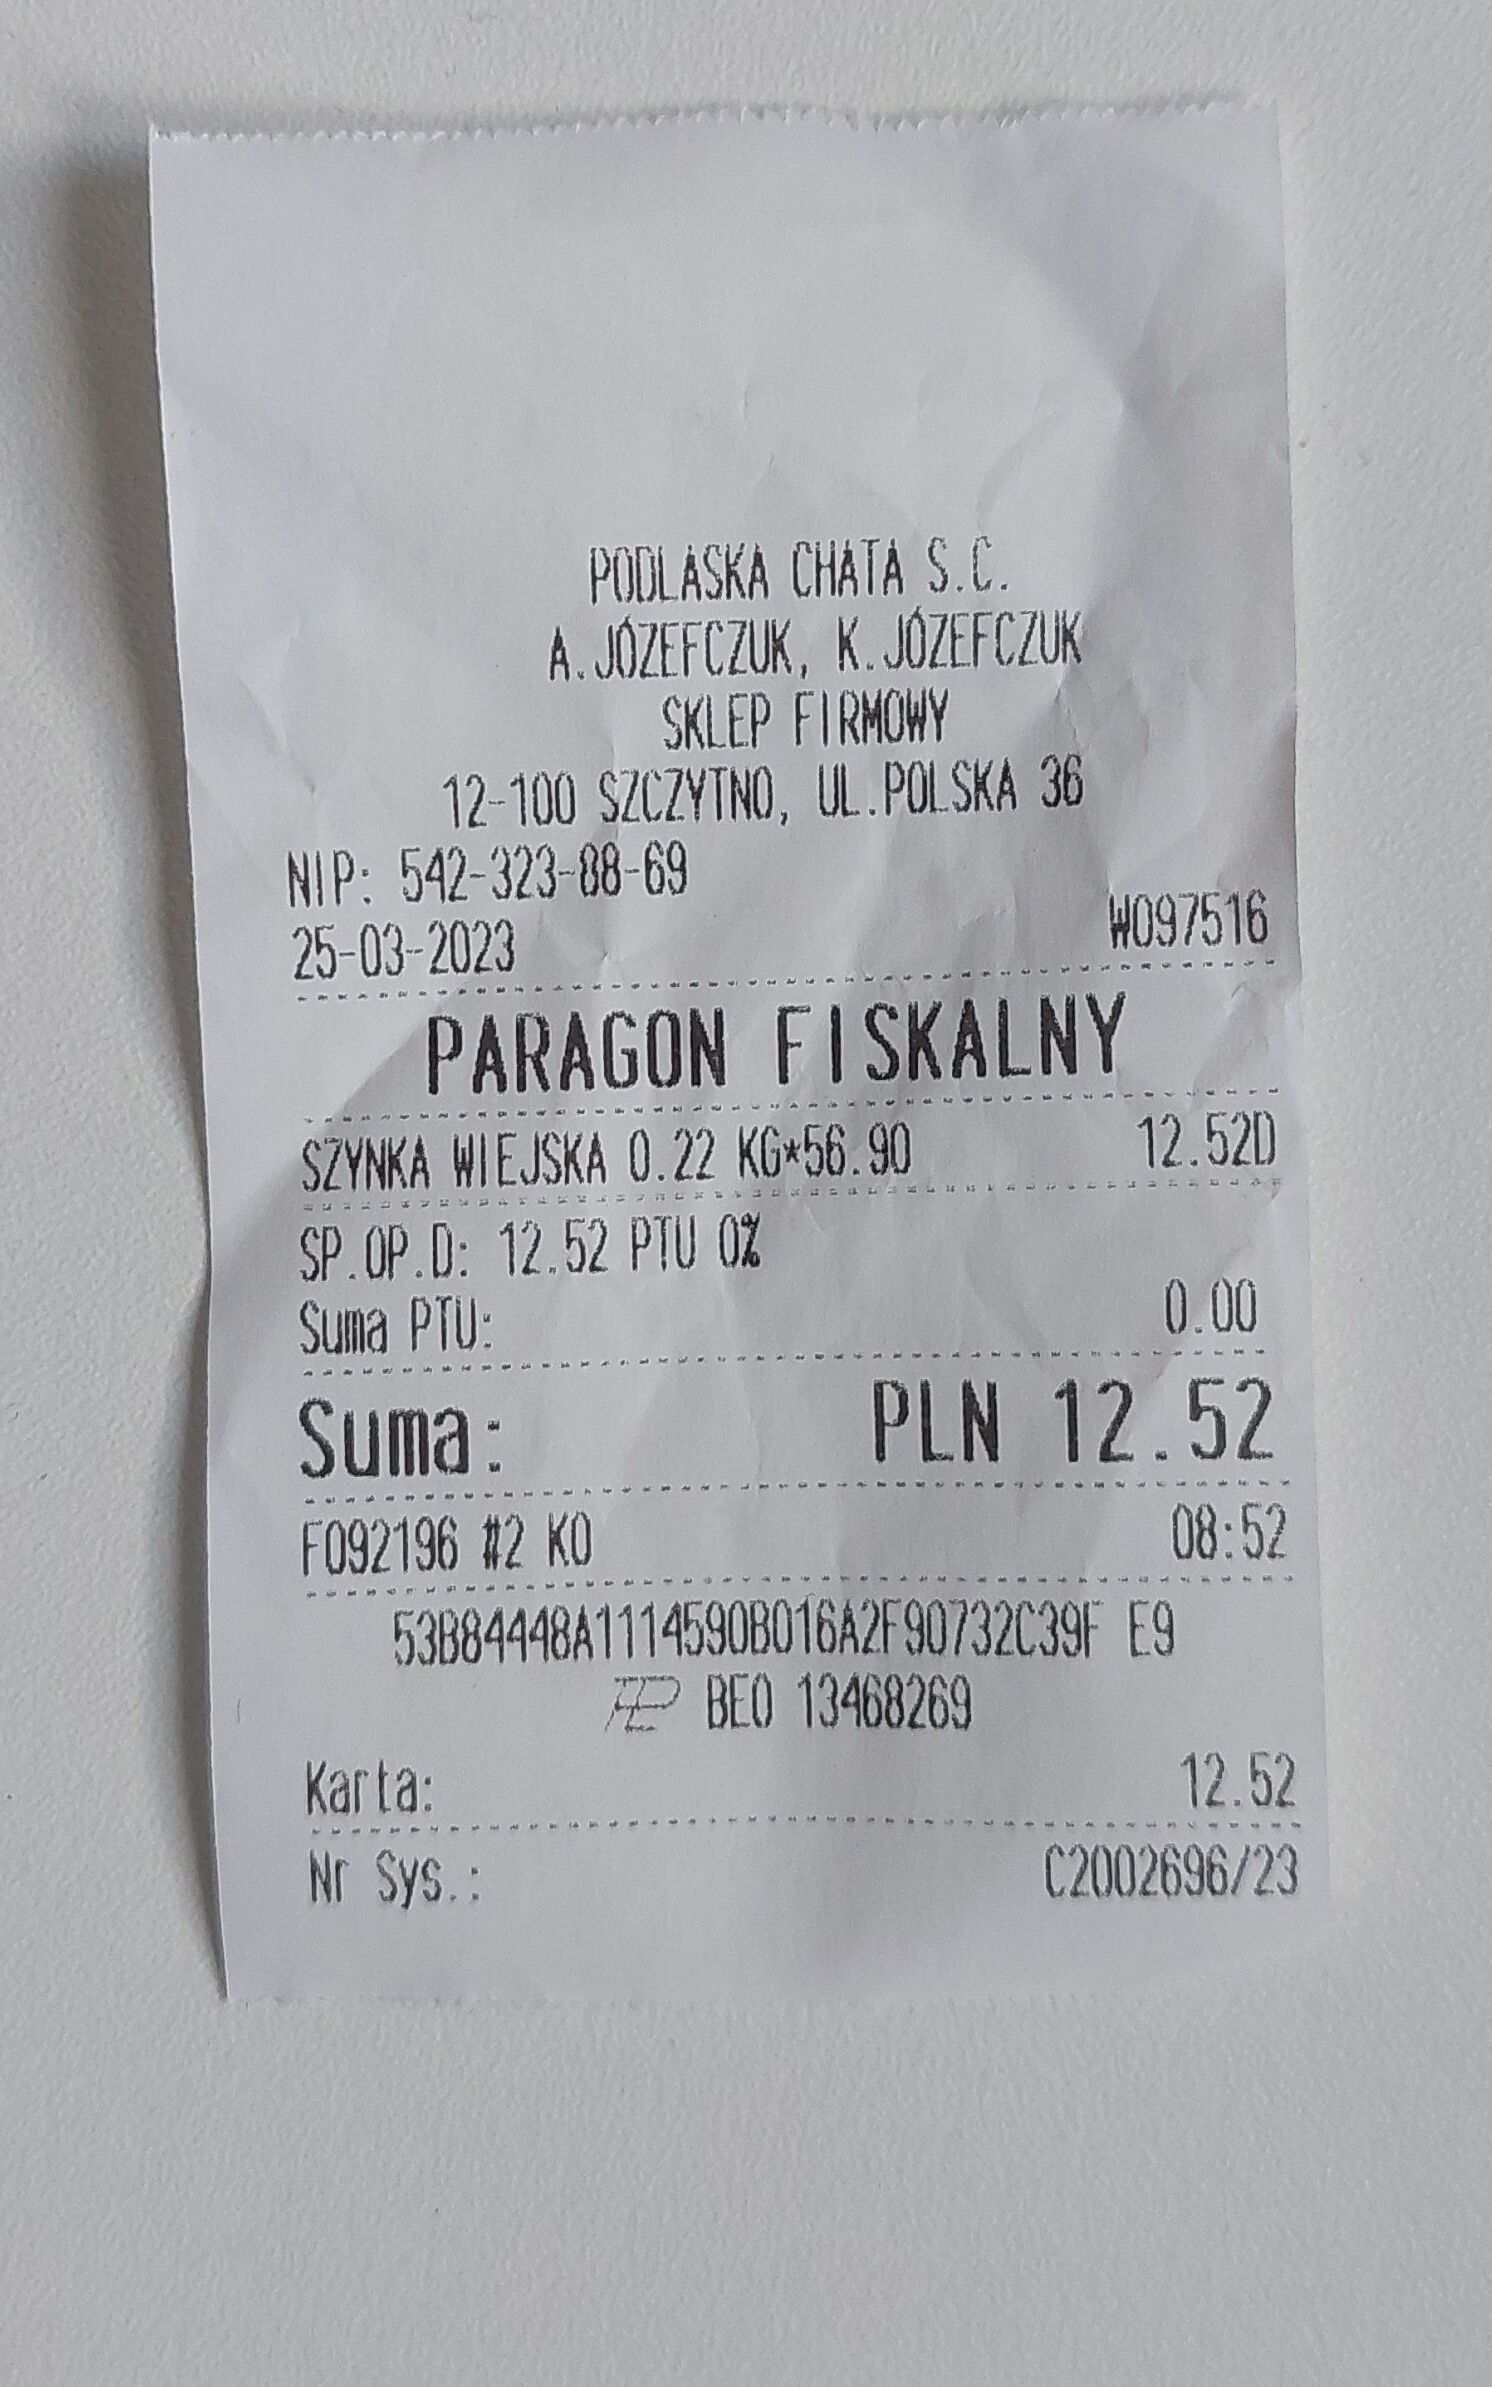 PODLASKA CHATA S.C.
A.JÓZEFCZUK, K.JÓZEFCZUK
SKLEP FIRMOWY
12-100 SZCZYTNO, UL.POLSKA 36
NIP: 542-323-88-69
25-03-2023 W097516
PARAGON FISKALNY
SZYNKA WIEJSKA 0.22 KG*56.90 12.52D
SP.OP.D: 12.52 PTU 0%
Suma PTU: 0.00
Suma: PLN 12.52
F092196 #2 KO 08:52
53B84448A1114590B016A2F90732C39F E9
BEO 13468269
Karta: 12.52
Nr Sys.: C2002696/23